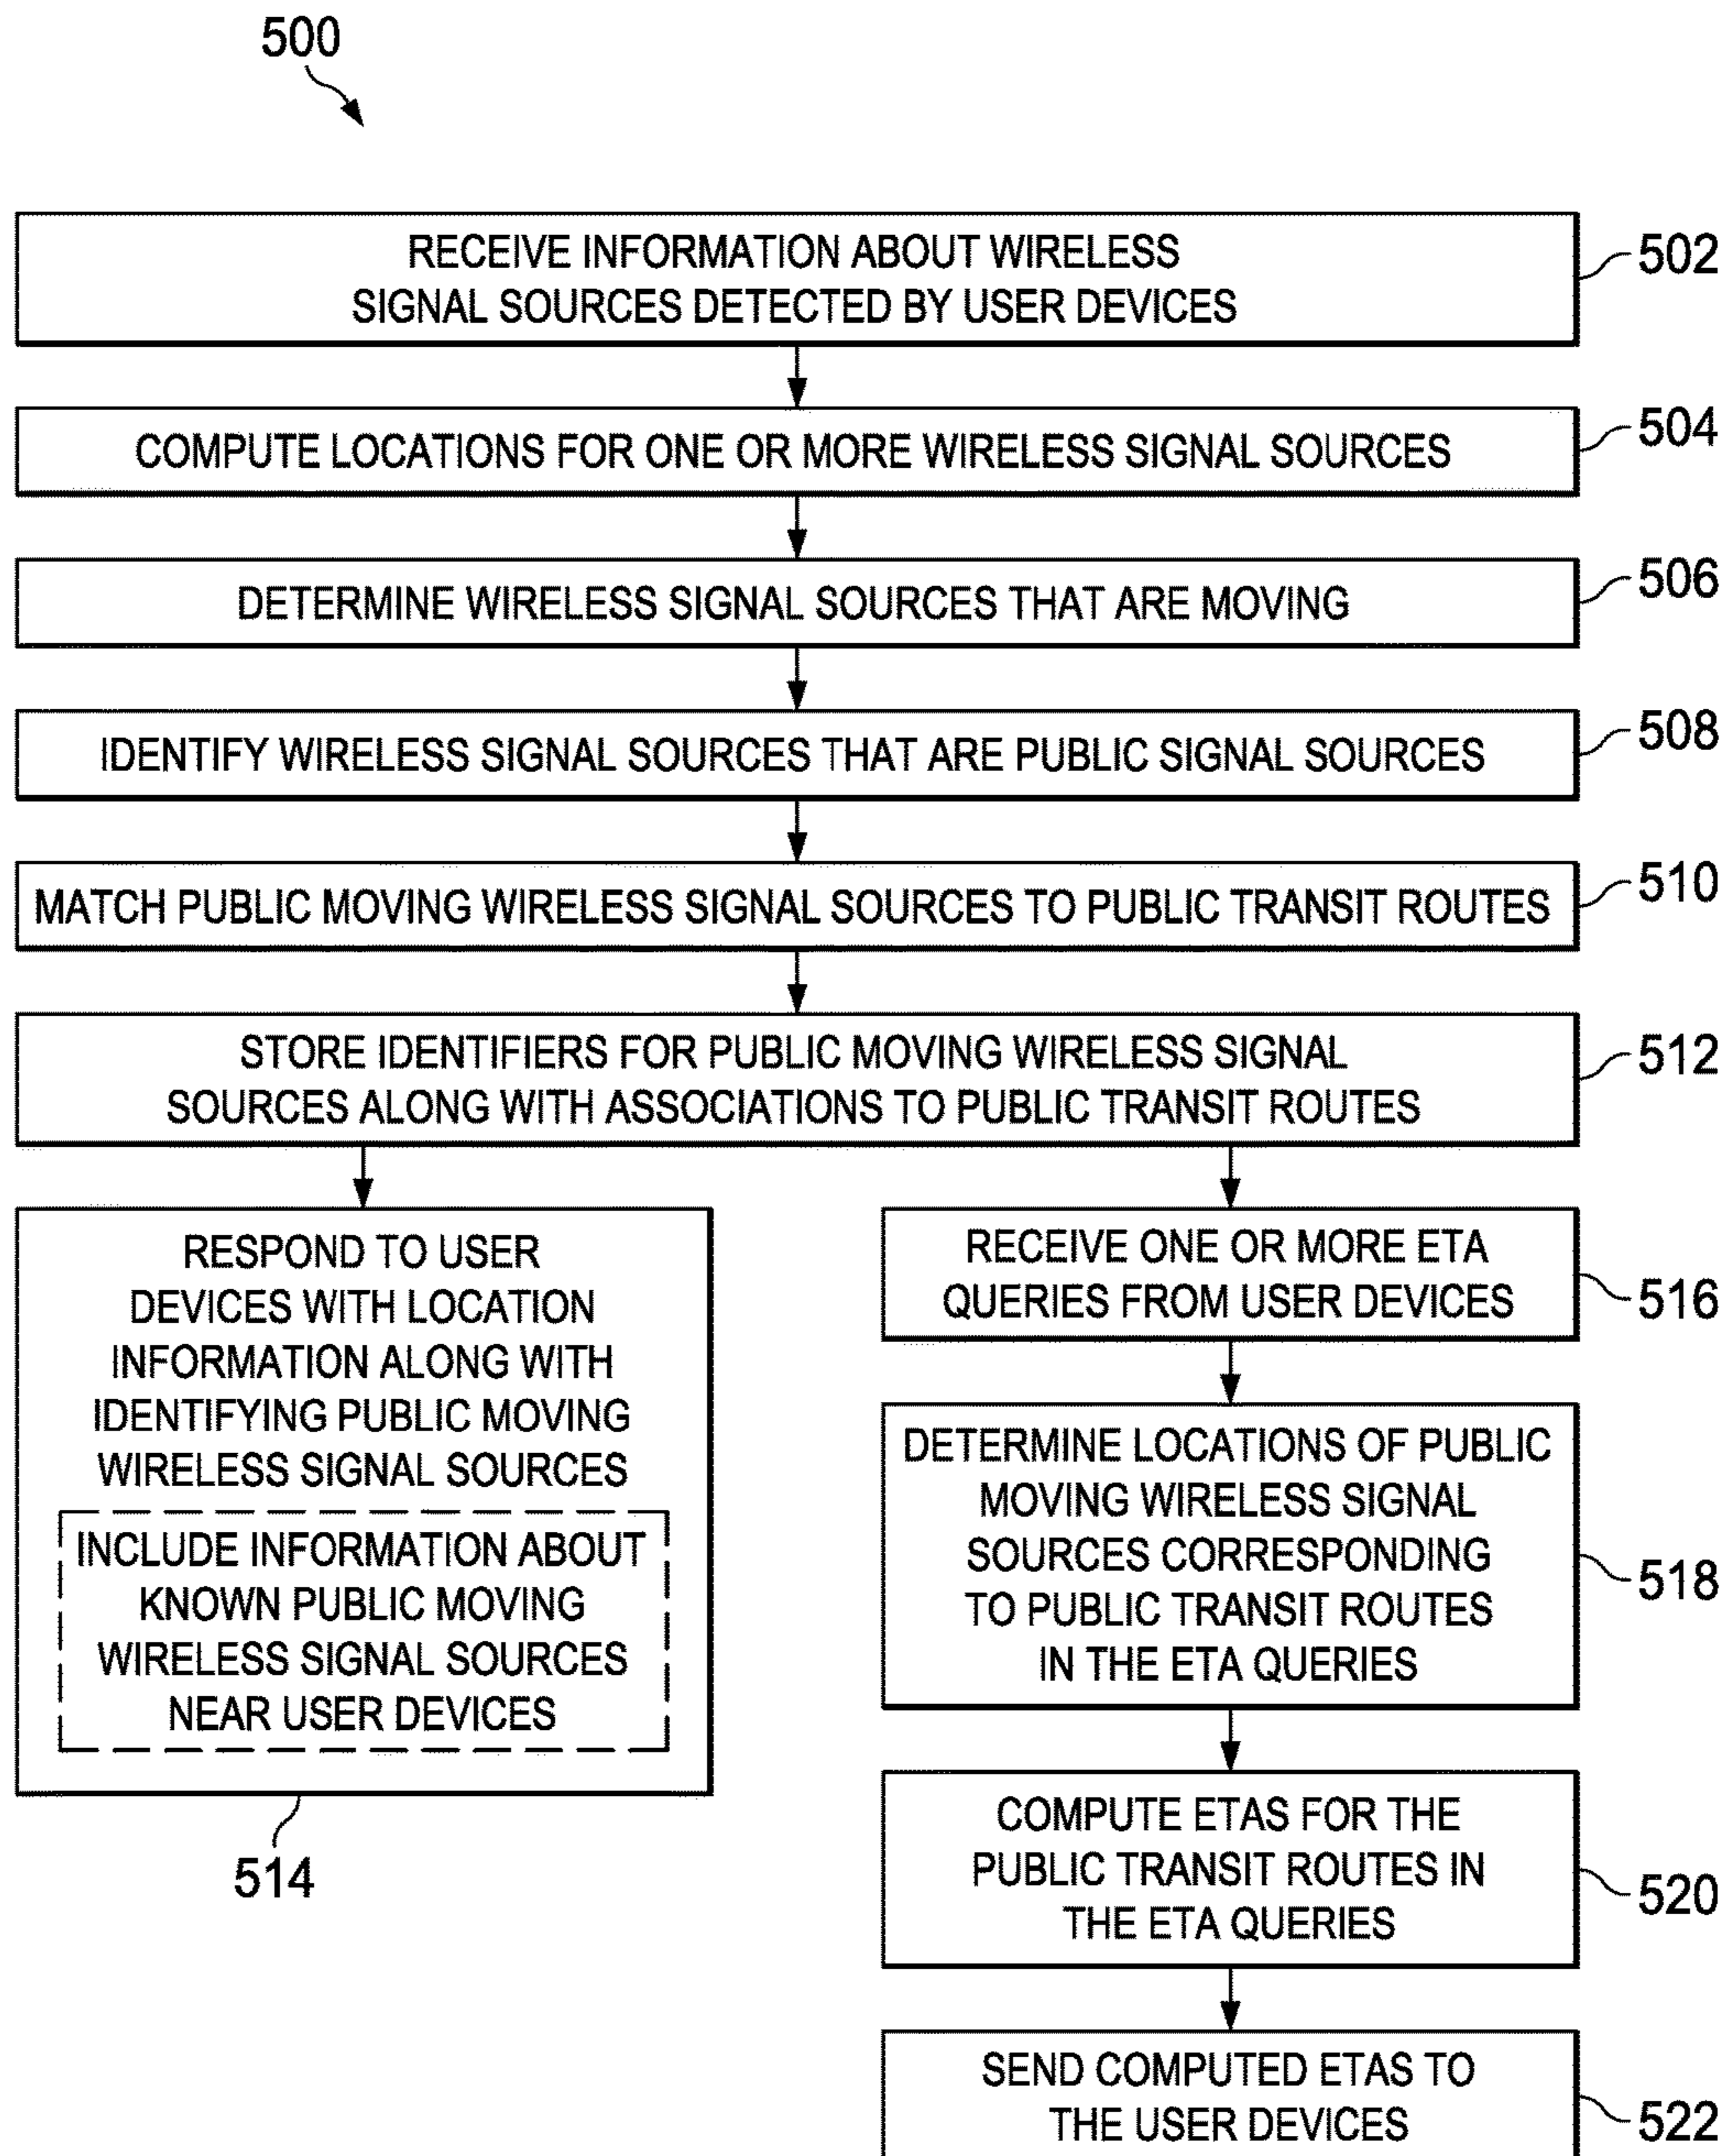 500
RECEIVE INFORMATION ABOUT WIRELESS
SIGNAL SOURCES DETECTED BY USER DEVICES
502
COMPUTE LOCATIONS FOR ONE OR MORE WIRELESS SIGNAL SOURCES
504
DETERMINE WIRELESS SIGNAL SOURCES THAT ARE MOVING
506
IDENTIFY WIRELESS SIGNAL SOURCES THAT ARE PUBLIC SIGNAL SOURCES
508
MATCH PUBLIC MOVING WIRELESS SIGNAL SOURCES TO PUBLIC TRANSIT ROUTES
510
STORE IDENTIFIERS FOR PUBLIC MOVING WIRELESS SIGNAL
SOURCES ALONG WITH ASSOCIATIONS TO PUBLIC TRANSIT ROUTES
512
RESPOND TO USER
DEVICES WITH LOCATION
INFORMATION ALONG WITH
IDENTIFYING PUBLIC MOVING
WIRELESS SIGNAL SOURCES
INCLUDE INFORMATION ABOUT
KNOWN PUBLIC MOVING
WIRELESS SIGNAL SOURCES
NEAR USER DEVICES
514
RECEIVE ONE OR MORE ETA
QUERIES FROM USER DEVICES
516
DETERMINE LOCATIONS OF PUBLIC
MOVING WIRELESS SIGNAL
SOURCES CORRESPONDING
TO PUBLIC TRANSIT ROUTES
IN THE ETA QUERIES
518
COMPUTE ETAS FOR THE
PUBLIC TRANSIT ROUTES IN
THE ETA QUERIES
520
SEND COMPUTED ETAS TO
THE USER DEVICES
522